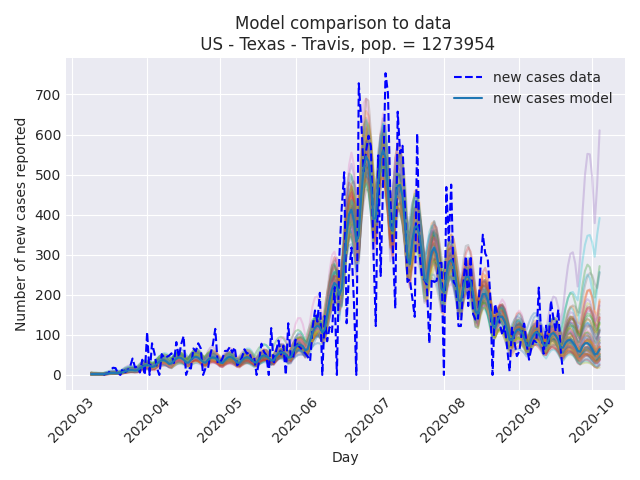 Model comparison to data
US - Texas - Travis, pop. = 1273954
new cases data
new cases model
Number of new cases reported
700
600
500
400
300
200
100
0
2020-03
2020-04
2020-05
2020-06
2020-07
2020-08
2020-09
2020-10
Day